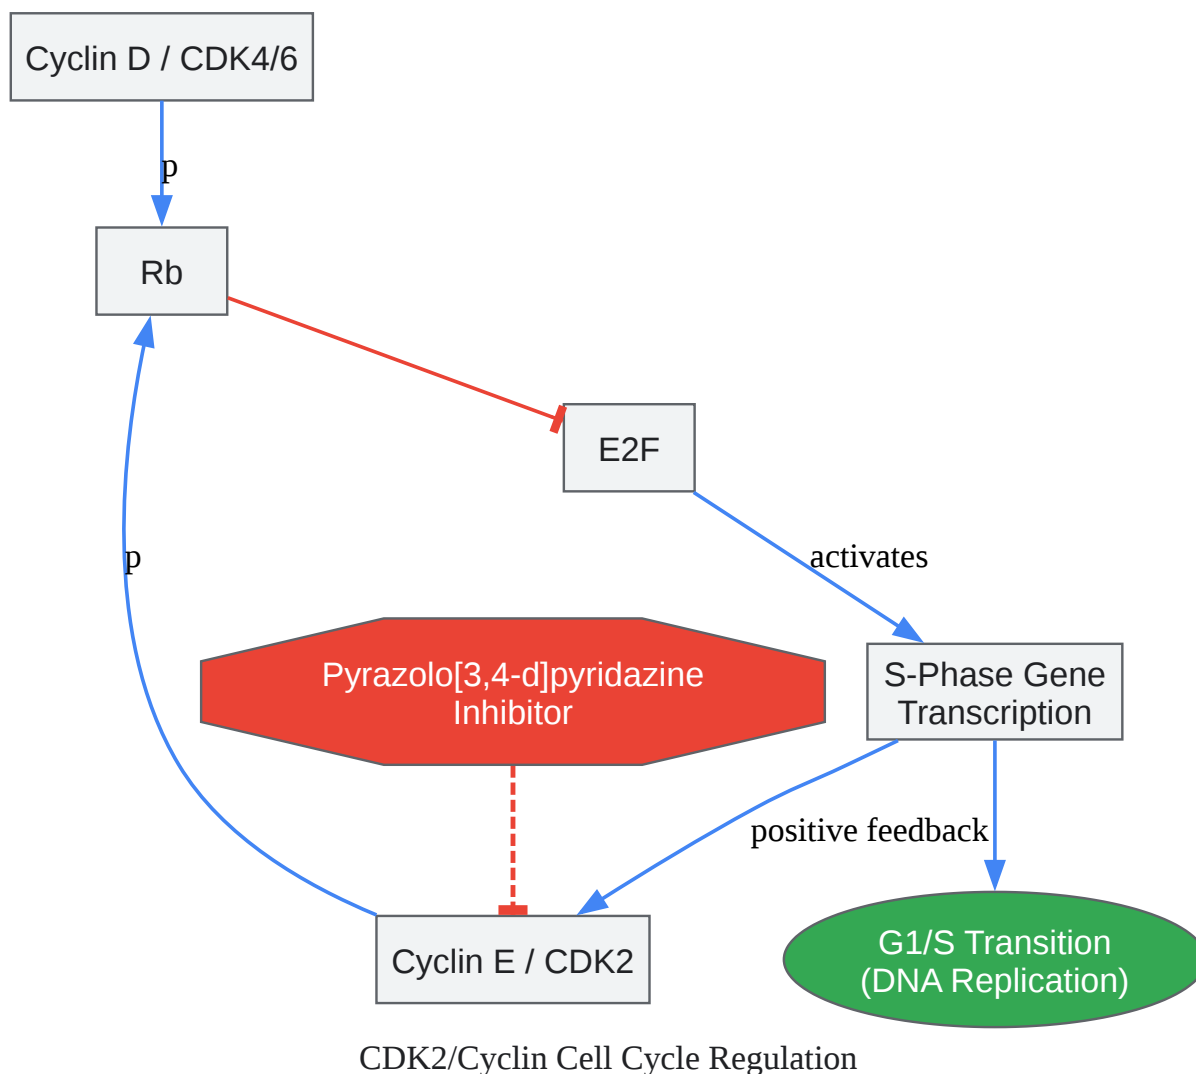 Cyclin D / CDK4/6
p
Rb
E2F
activates
p
Pyrazolo[3,4-d]pyridazine
Inhibitor
S-Phase Gene
Transcription
positive feedback
Cyclin E / CDK2
G1/S Transition
(DNA Replication)
CDK2/Cyclin Cell Cycle Regulation